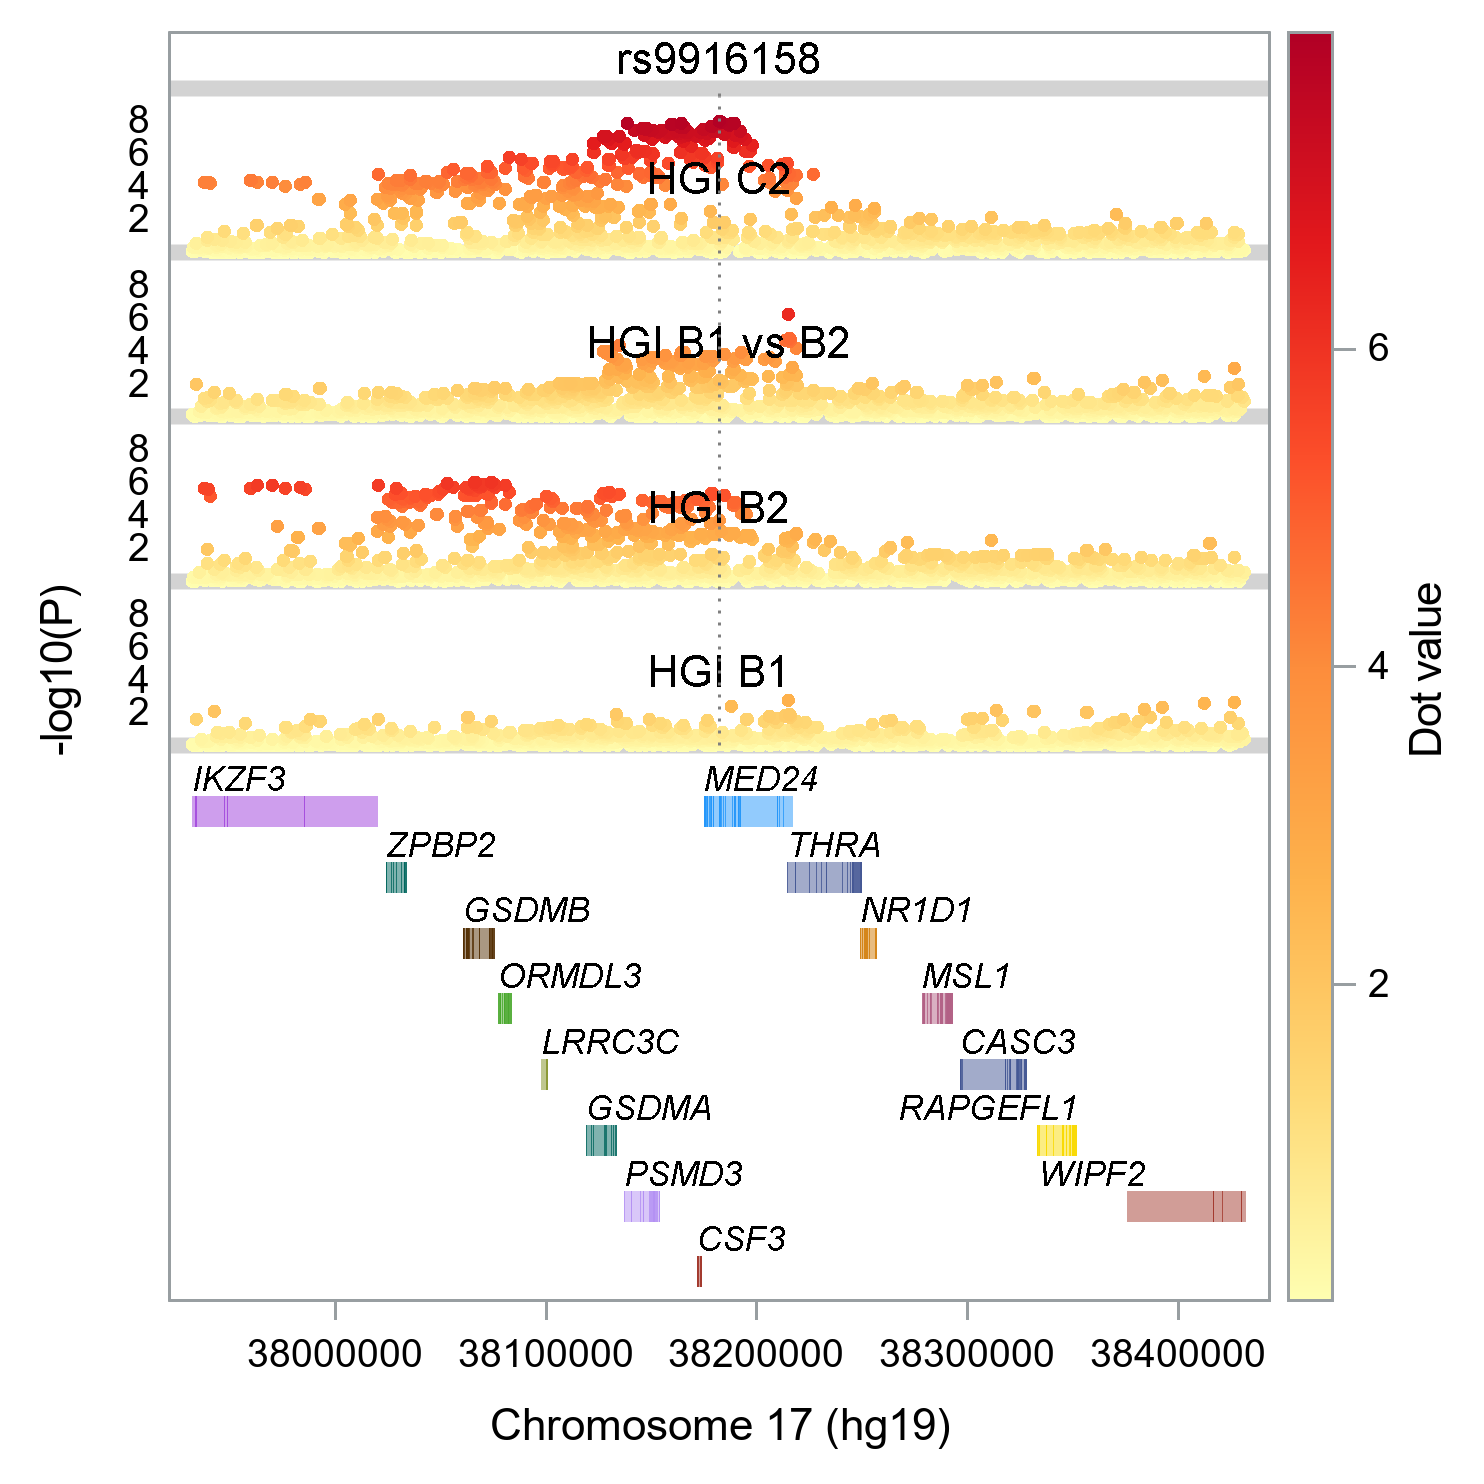 rs9916158
8
6
4
2
HGI C2
8
6
4
2
HGI B1 vs B2
8
6
4
2
HGI B2
8
6
4
2
HGI B1
-log10(P)
IKZF3
MED24
ZPBP2
THRA
GSDMB
NR1D1
ORMDL3
MSL1
LRRC3C
CASC3
GSDMA
RAPGEFL1
PSMD3
WIPF2
CSF3
38000000 38100000 38200000 38300000 38400000
Chromosome 17 (hg19)
6
4
2
Dot value